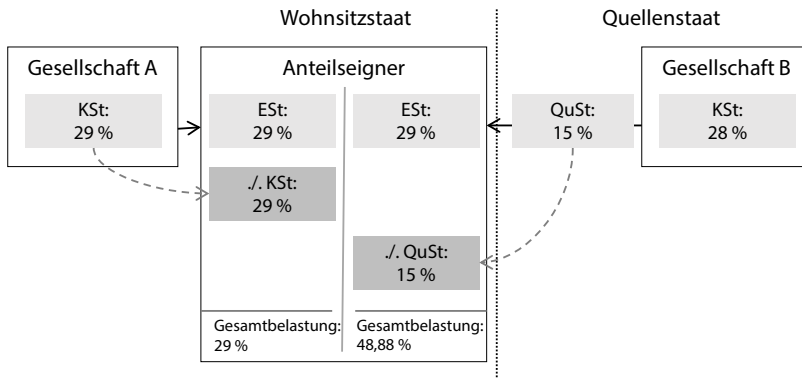 Wohnsitzstaat
Quellenstaat
Gesellschaft A
KSt:
29 %
Anteilseigner
ESt:
29 %
./. KSt:
29 %
Gesamtbelastung:
29 %
ESt:
29 %
./. QuSt:
15 %
Gesamtbelastung:
48,88 %
QuSt:
15 %
Gesellschaft B
KSt:
28 %